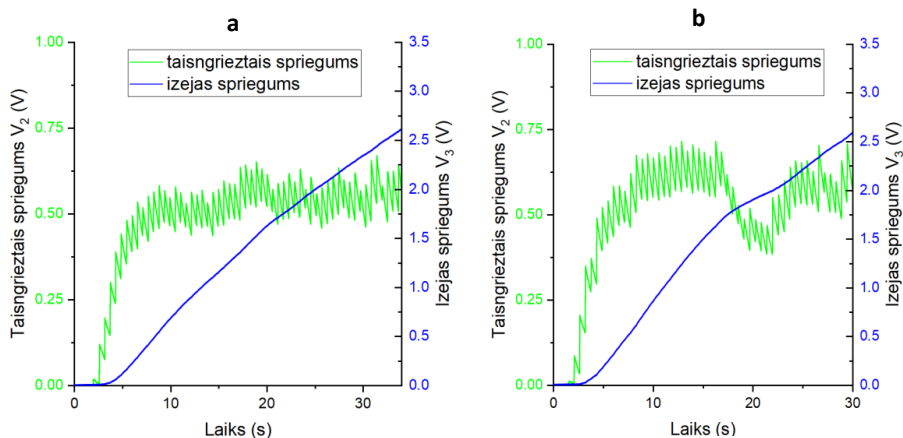 a
taisngrieztais spriegums
izejas spriegums
Taisngrieztais spriegums V₂ (V)
1.00
0.75
0.50
0.25
0.00
Izejas spriegums V₃ (V)
3.5
3.0
2.5
2.0
1.5
1.0
0.5
0.0
0 10 20 30
Laiks (s)
b
taisngrieztais spriegums
izejas spriegums
Taisngrieztais spriegums V₂ (V)
1.00
0.75
0.50
0.25
0.00
Izejas spriegums V₃ (V)
3.5
3.0
2.5
2.0
1.5
1.0
0.5
0.0
0 10 20 30
Laiks (s)